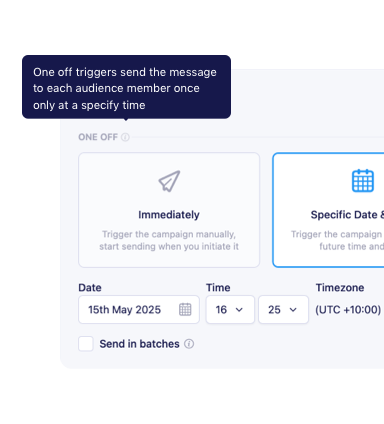 One off triggers send the message
to each audience member once
only at a specify time
ONE OFF
Immediately
Trigger the campaign manually,
start sending when you initiate it
Specific Date &
Trigger the campaign
future time and
Date
Time
Timezone
15th May 2025
16
25
(UTC +10:00)
Send in batches